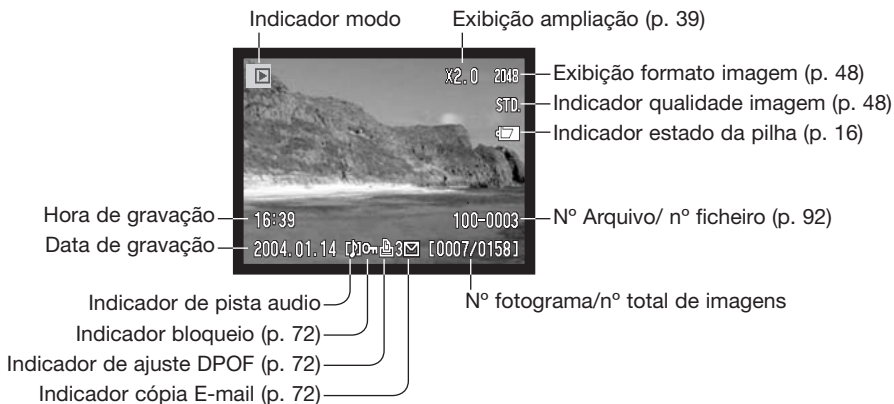 Indicador modo
Exibição ampliação (p. 39)
X2.0 2048
Exibição formato imagem (p. 48)
STD.
Indicador qualidade imagem (p. 48)
Indicador estado da pilha (p. 16)
Hora de gravação
16:39
100-0003
Nº Arquivo/ nº ficheiro (p. 92)
Data de gravação
2004.01.14 3 [0007/0158]
Indicador de pista audio
Nº fotograma/nº total de imagens
Indicador bloqueio (p. 72)
Indicador de ajuste DPOF (p. 72)
Indicador cópia E-mail (p. 72)